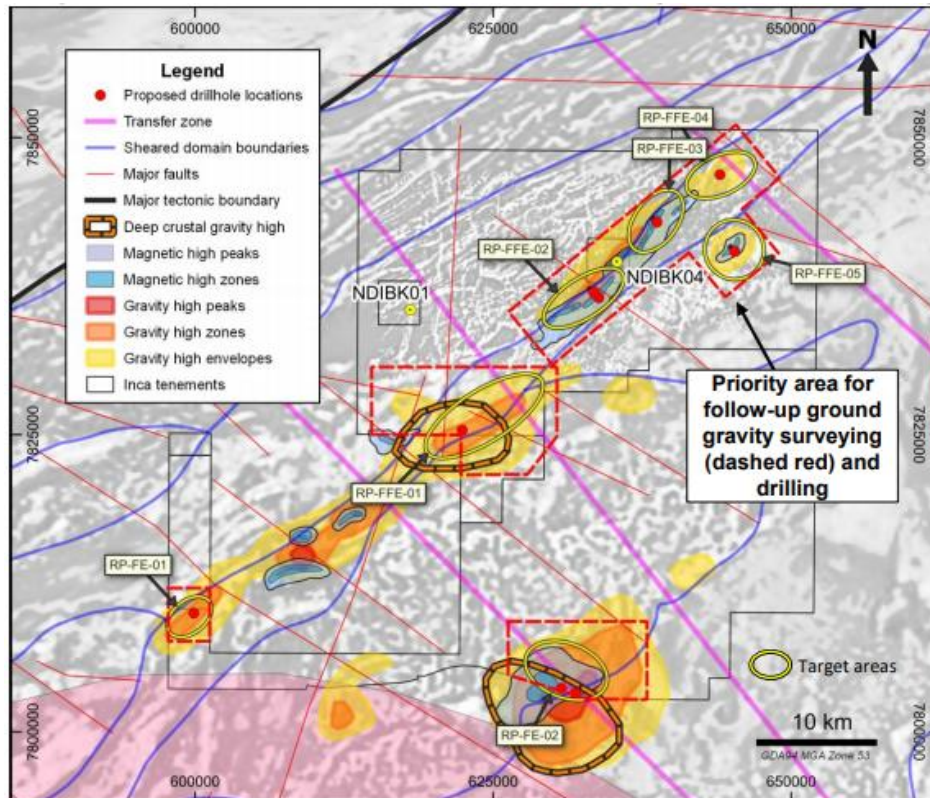 600000
625000
650000
Legend
Proposed drillhole locations
Transfer zone
Sheared domain boundaries
Major faults
Major tectonic boundary
Deep crustal gravity high
Magnetic high peaks
Magnetic high zones
Gravity high peaks
Gravity high zones
Gravity high envelopes
Inca tenements
N
7850000
7850000
RP-FFE-04
RP-FFE-03
RP-FFE-02
RP-FFE-05
NDIBK04
NDIBK01
Priority area for
follow-up ground
gravity surveying
(dashed red) and
drilling
7825000
7825000
RP-FFE-01
RP-FE-01
Target areas
RP-FE-02
10 km
GDA94 MGA Zone 53
7800000
7800000
600000
625000
650000